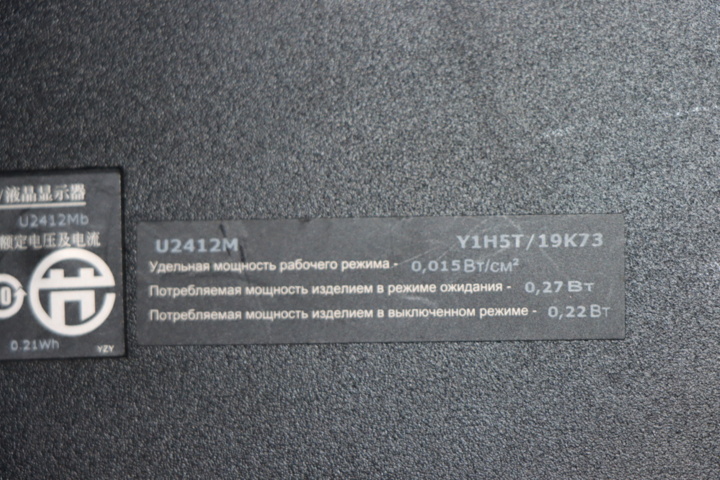 /液晶显示器
U2412Mb
额定电压及电流
10
0.21Wh
YZY
U2412M Y1H5T/19K73
Удельная мощность рабочего режима - 0,015Вт/см²
Потребляемая мощность изделием в режиме ожидания - 0,27Вт
Потребляемая мощность изделием в выключенном режиме - 0,22Вт